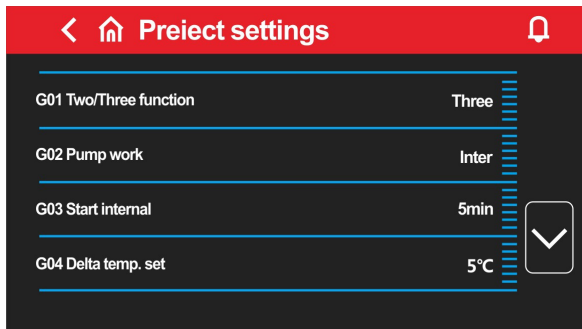 Preiect settings
G01 Two/Three function Three
G02 Pump work Inter
G03 Start internal 5min
G04 Delta temp. set 5℃